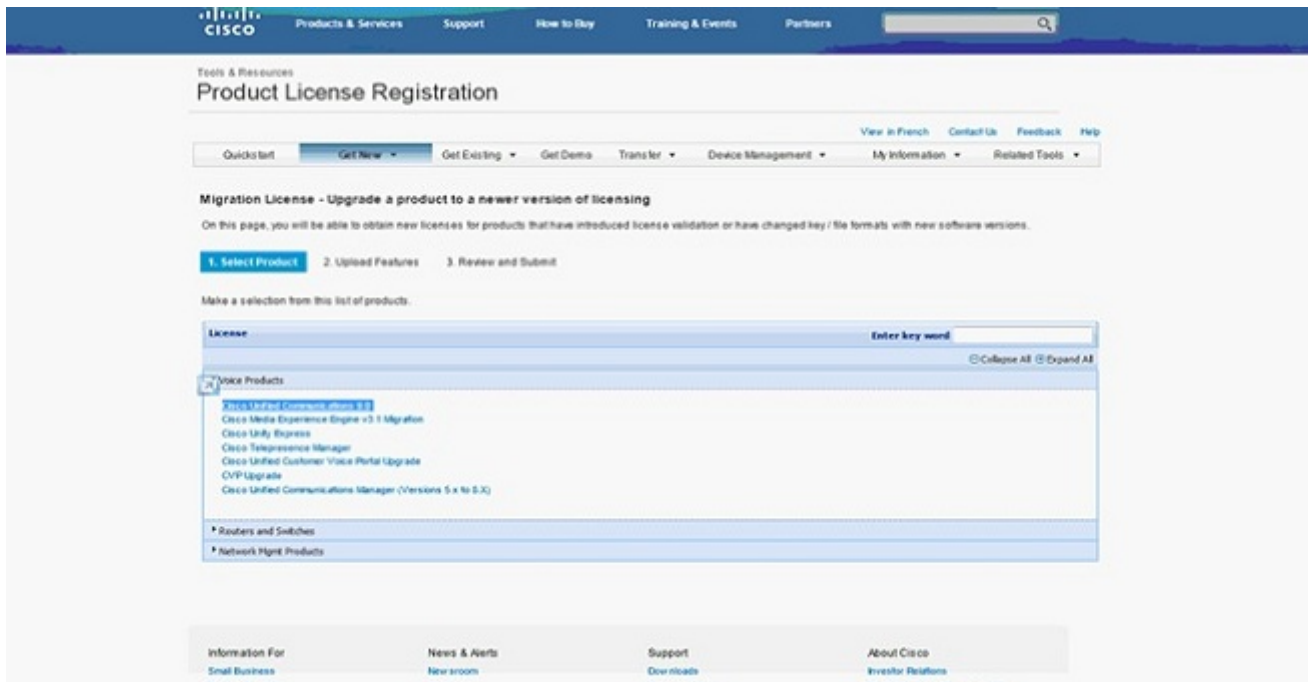 CISCO
Products & Services Support How to Buy Training & Events Partners
Tools & Resources
Product License Registration
View in French Contact Us Feedback Help
Quickstart Get New Get Existing Get Demo Transfer Device Management My Information Related Tools
Migration License - Upgrade a product to a newer version of licensing
On this page, you will be able to obtain new licenses for products that have introduced license validation or have changed key / file formats with new software versions.
1. Select Product 2. Upload Features 3. Review and Submit
Make a selection from this list of products.
License Enter key word
Collapse All Expand All
Voice Products
Cisco Unified Communications
Cisco Media Experience Engine v3.1 Migration
Cisco Unity Express
Cisco Telepresence Manager
Cisco Unified Customer Voice Portal Upgrade
CVP Upgrade
Cisco Unified Communications Manager (Versions 5.x to 8.X)
Routers and Switches
Network Mgmt Products
Information For News & Alerts Support About Cisco
Small Business Newsroom Downloads Investor Relations